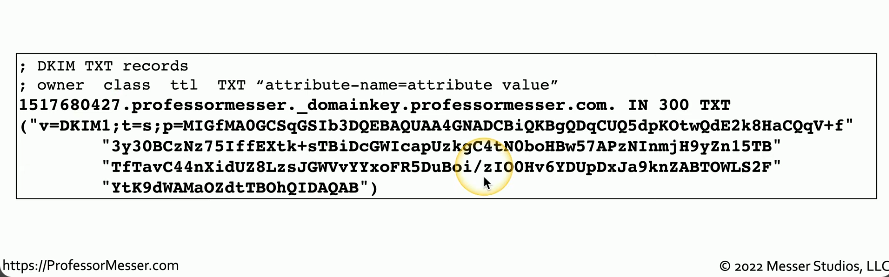 ; DKIM TXT records
; owner  class  ttl  TXT “attribute-name=attribute value”
1517680427.professormesser._domainkey.professormesser.com. IN 300 TXT
("v=DKIM1;t=s;p=MIGfMA0GCSqGSIb3DQEBAQUAA4GNADCBiQKBgQDqCUQ5dpKOtwQdE2k8HaCQqV+f"
"3y30BCzNz75IffEXtk+sTBiDcGWIcapUzkgC4tN0boHBw57APzNInmjH9yZn15TB"
"TfTavC44nXidUZ8LzsJGWVvYYxoFR5DuBoi/zIO0Hv6YDUpDxJa9knZABTOWLS2F"
"YtK9dWAMaOZdtTBOhQIDAQAB")
https://ProfessorMesser.com
© 2022 Messer Studios, LLC